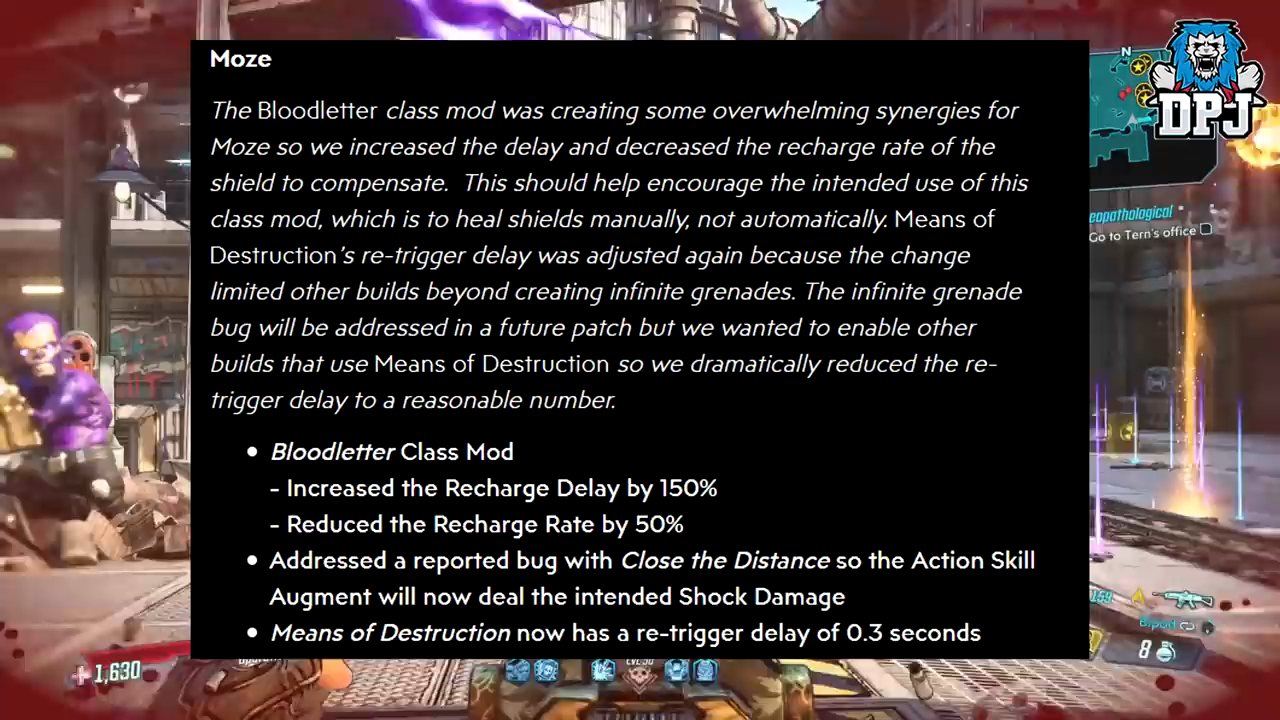 Moze
The Bloodletter class mod was creating some overwhelming synergies for
Moze so we increased the delay and decreased the recharge rate of the
shield to compensate.  This should help encourage the intended use of this
class mod, which is to heal shields manually, not automatically. Means of
Destruction's re-trigger delay was adjusted again because the change
limited other builds beyond creating infinite grenades. The infinite grenade
bug will be addressed in a future patch but we wanted to enable other
builds that use Means of Destruction so we dramatically reduced the re-
trigger delay to a reasonable number.
• Bloodletter Class Mod
- Increased the Recharge Delay by 150%
- Reduced the Recharge Rate by 50%
• Addressed a reported bug with Close the Distance so the Action Skill
Augment will now deal the intended Shock Damage
• Means of Destruction now has a re-trigger delay of 0.3 seconds
N
DPJ
eopathological
Go to Tern's office
159
Bipod
8
1,630